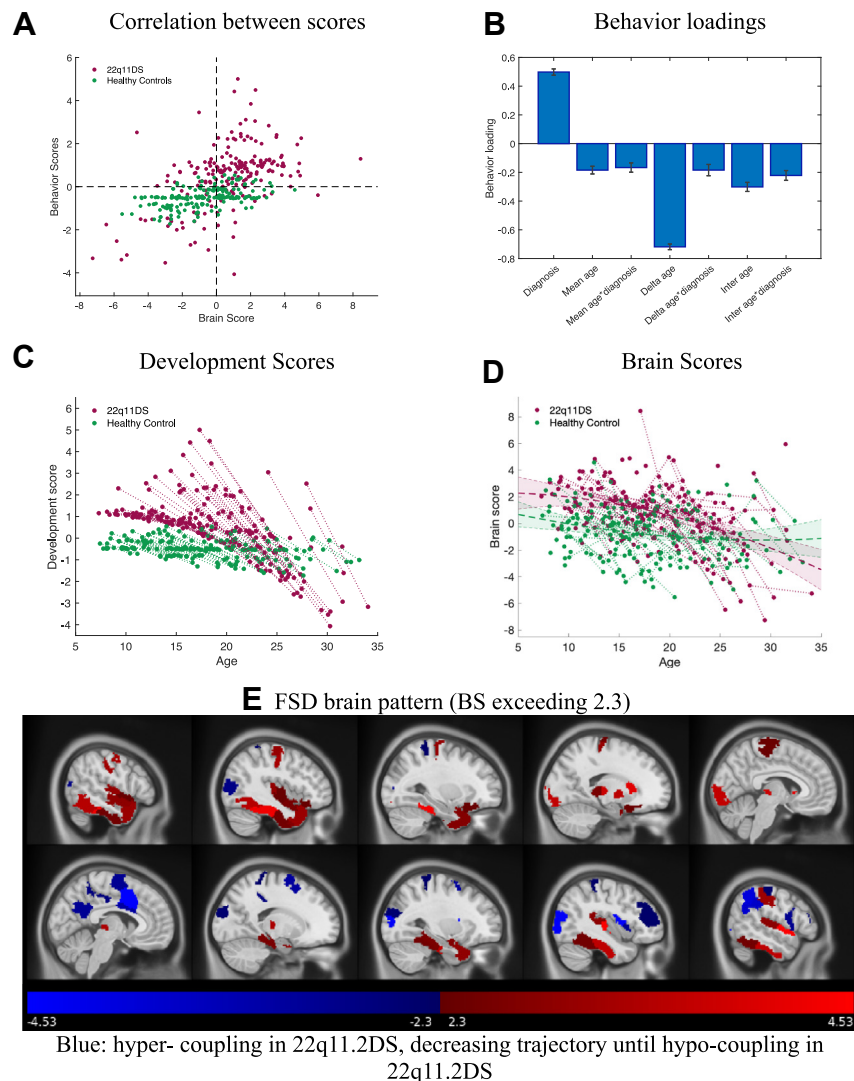 A
Correlation between scores
6
4
2
0
-2
-4
Behavior Scores
22q11DS
Healthy Controls
-8 -6 -4 -2 0 2 4 6 8
Brain Score
B
Behavior loadings
0.6
0.4
0.2
0
-0.2
-0.4
-0.6
-0.8
Behavior loading
Diagnosis
Mean age
Mean age*diagnosis
Delta age
Delta age*diagnosis
Inter age
Inter age*diagnosis
C
Development Scores
6
5
4
3
2
1
0
-1
-2
-3
-4
Development score
22q11DS
Healthy Control
5 10 15 20 25 30 35
Age
D
Brain Scores
8
6
4
2
0
-2
-4
-6
-8
Brain score
22q11DS
Healthy Control
5 10 15 20 25 30 35
Age
E FSD brain pattern (BS exceeding 2.3)
-4.53 -2.3 2.3 4.53
Blue: hyper- coupling in 22q11.2DS, decreasing trajectory until hypo-coupling in
22q11.2DS